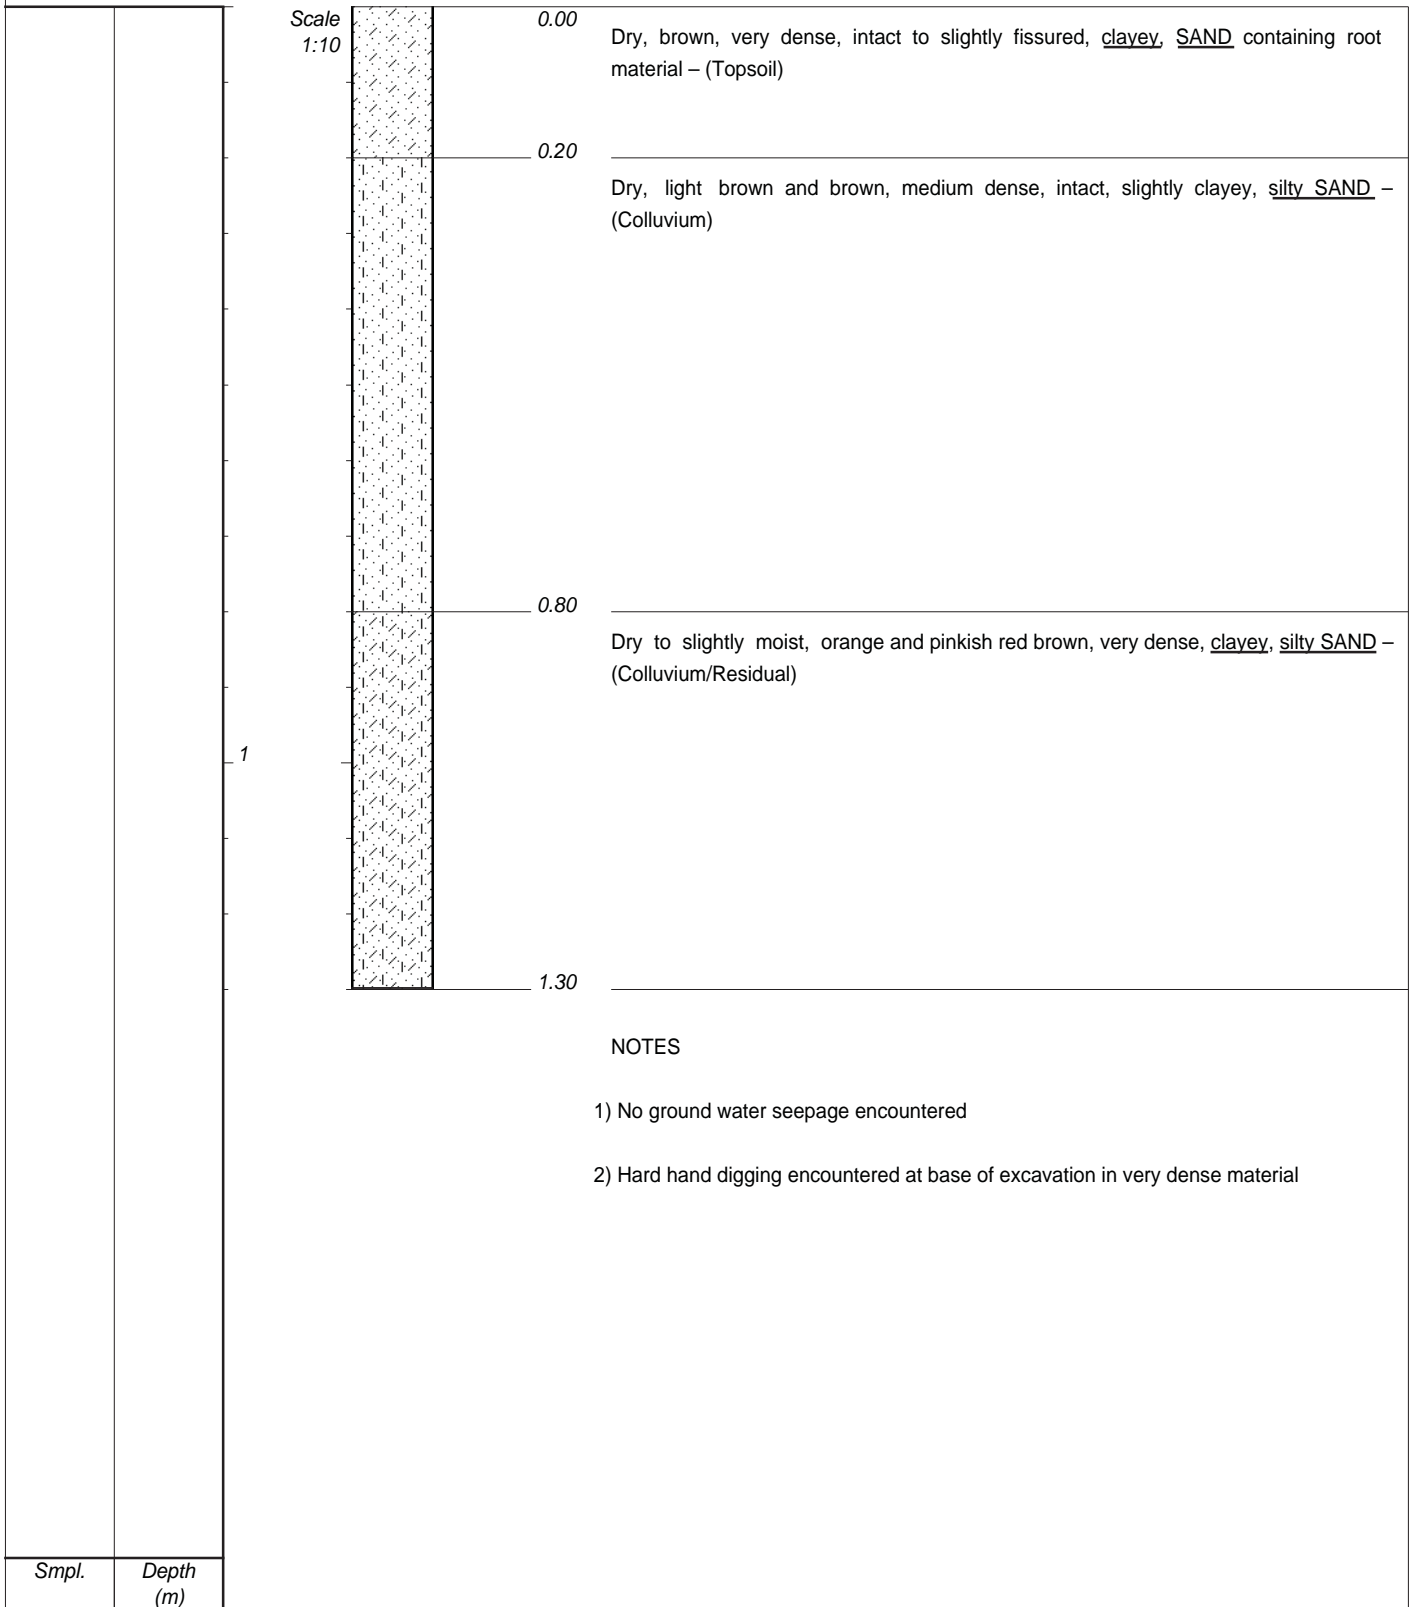 Scale
1:10
0.00
Dry, brown, very dense, intact to slightly fissured, clayey, SAND containing root
material – (Topsoil)
0.20
Dry, light brown and brown, medium dense, intact, slightly clayey, silty SAND –
(Colluvium)
0.80
Dry to slightly moist, orange and pinkish red brown, very dense, clayey, silty SAND –
(Colluvium/Residual)
1
1.30
NOTES
1) No ground water seepage encountered
2) Hard hand digging encountered at base of excavation in very dense material
Smpl.
Depth
(m)